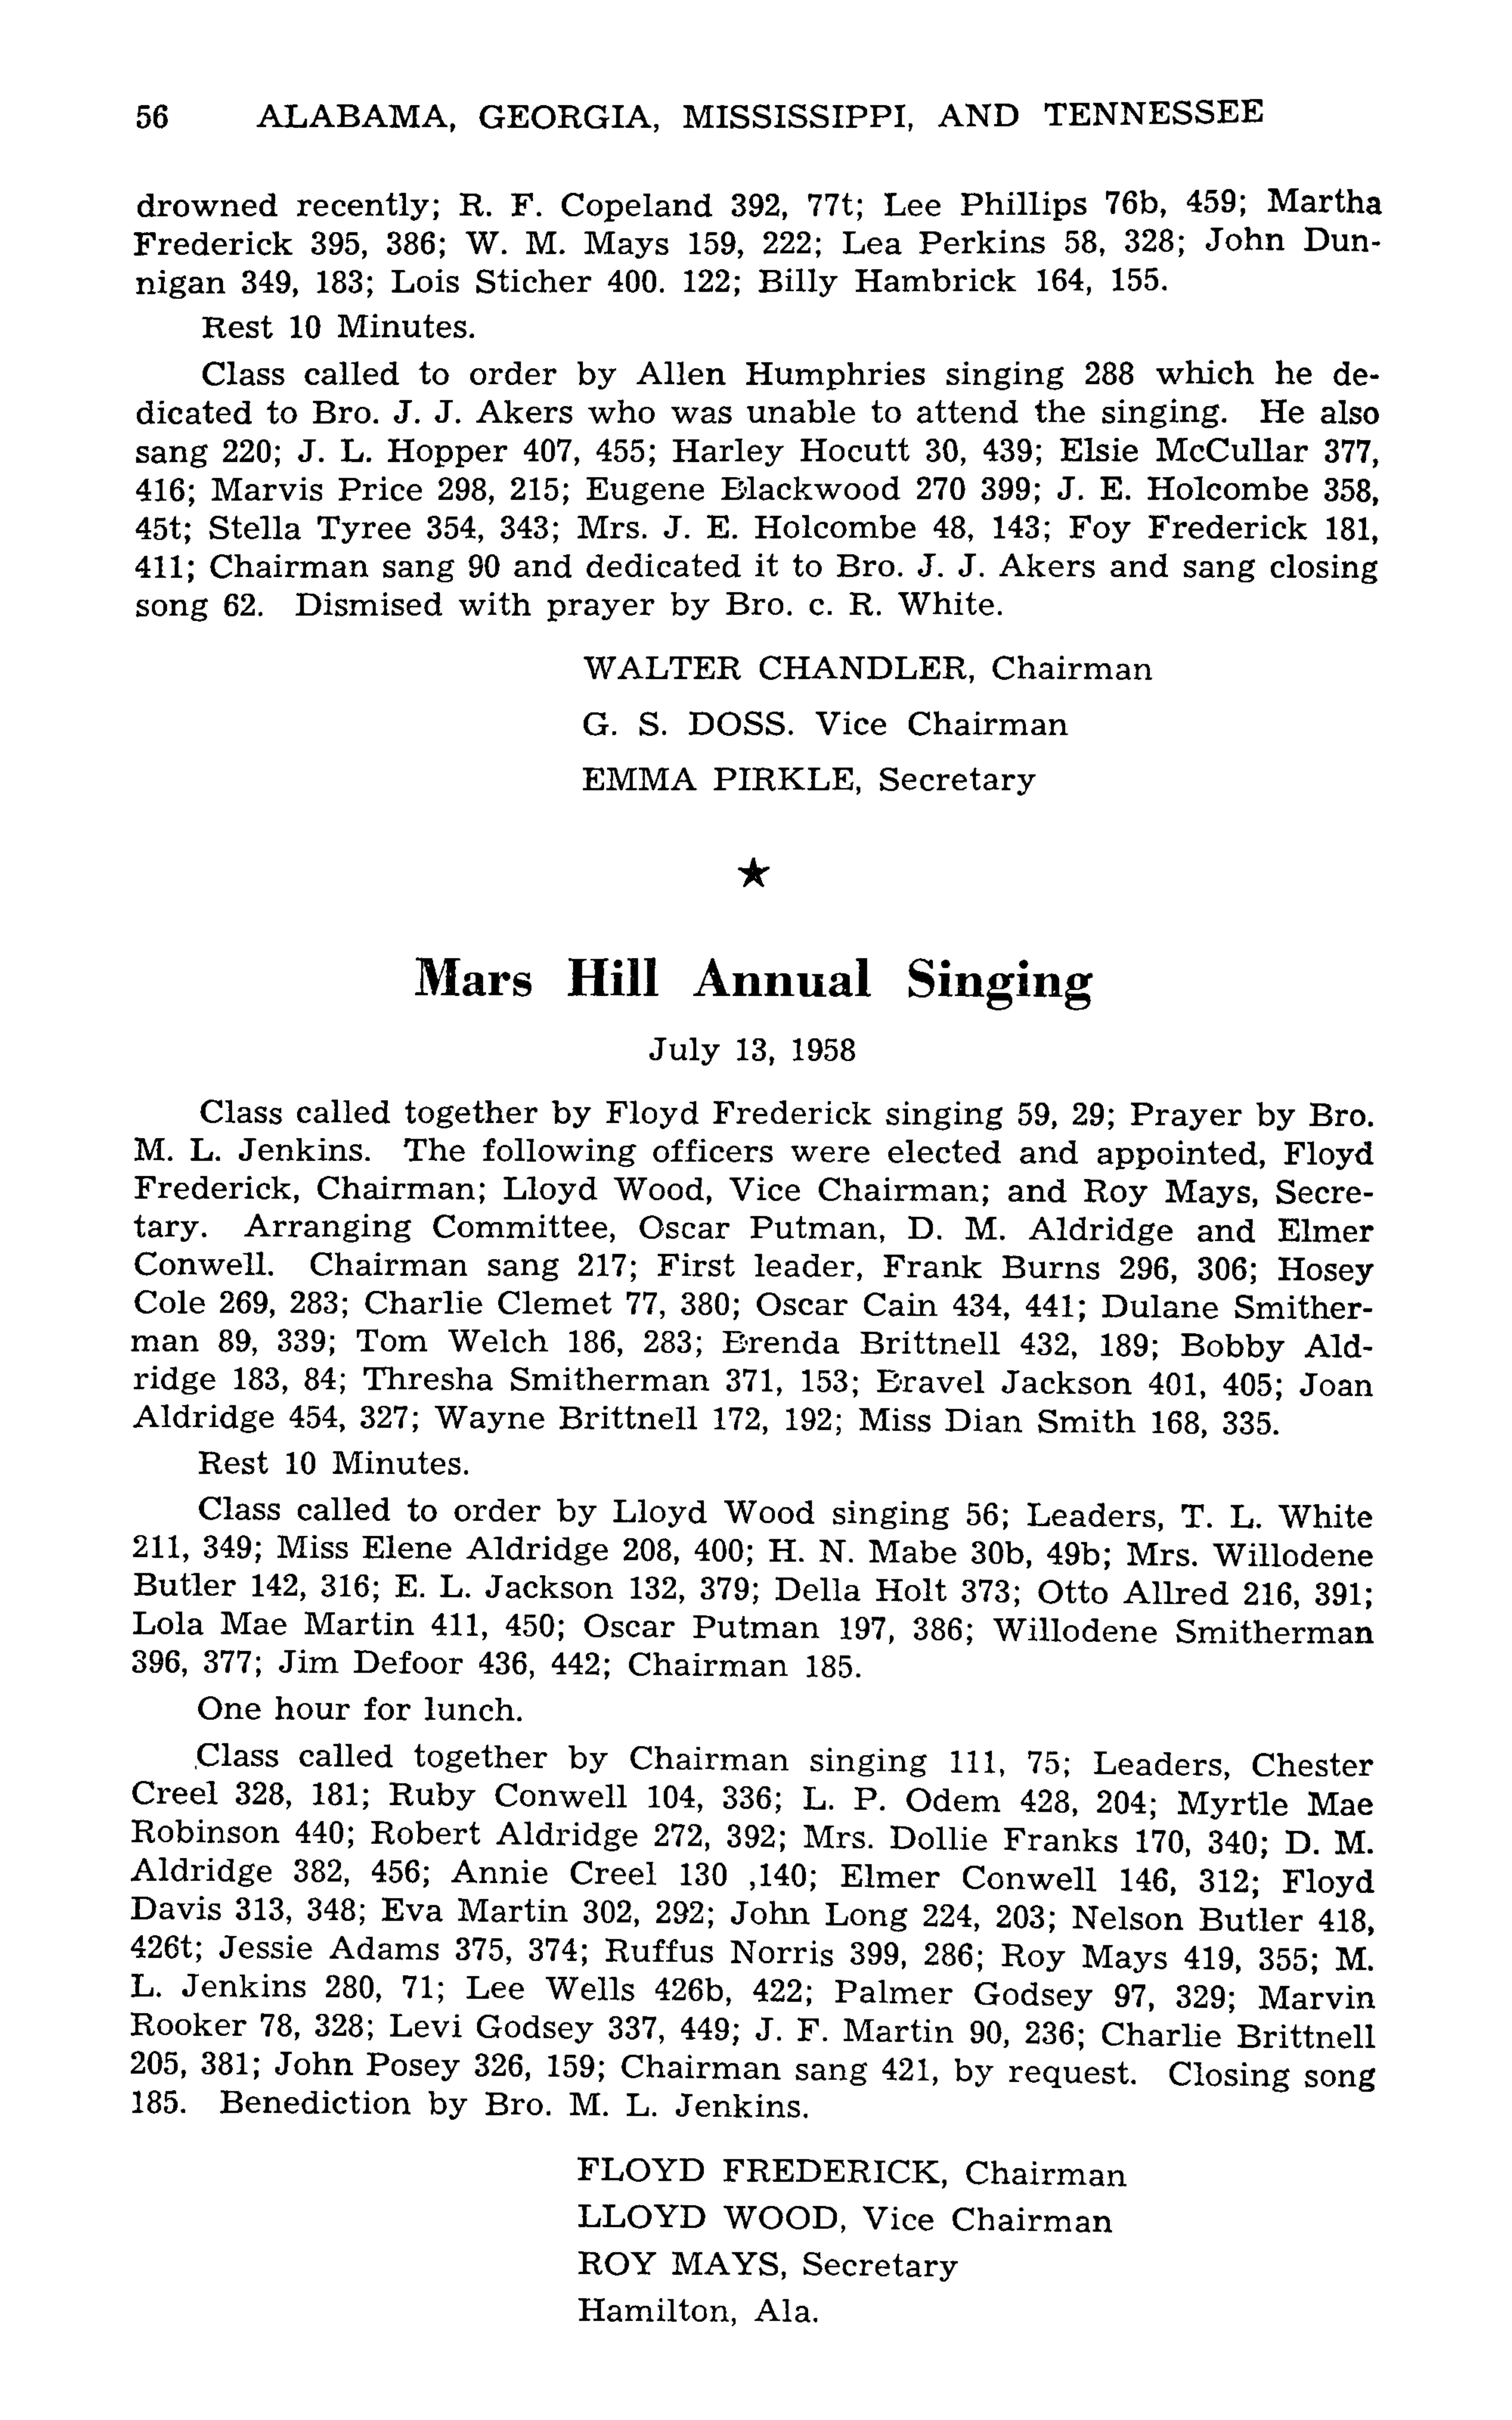 56 ALABAMA, GEORGIA, MISSISSIPPI, AND TENNESSEE
drowned recently; R. F. Copeland 392, 77t; Lee Phillips 76b, 459; Martha
Frederick 395, 386; W. M. Mays 159, 222; Lea Perkins 58, 328; John Dun-
nigan 349, 183; Lois Sticher 400. 122; Billy Hambrick 164, 155.
Rest 10 Minutes.
Class called to order by Allen Humphries singing 288 which he de-
dicated to Bro. J. J. Akers who was unable to attend the singing. He also
sang 220; J. L. Hopper 407, 455; Harley Hocutt 30, 439; Elsie McCullar 377,
416; Marvis Price 298, 215; Eugene Blackwood 270 399; J. E. Holcombe 358,
45t; Stella Tyree 354, 343; Mrs. J. E. Holcombe 48, 143; Foy Frederick 181,
411; Chairman sang 90 and dedicated it to Bro. J. J. Akers and sang closing
song 62. Dismised with prayer by Bro. c. R. White.
WALTER CHANDLER, Chairman
G. S. DOSS. Vice Chairman
EMMA PIRKLE, Secretary
★
Mars Hill Annual Singing
July 13, 1958
Class called together by Floyd Frederick singing 59, 29; Prayer by Bro.
M. L. Jenkins. The following officers were elected and appointed, Floyd
Frederick, Chairman; Lloyd Wood, Vice Chairman; and Roy Mays, Secre-
tary. Arranging Committee, Oscar Putman, D. M. Aldridge and Elmer
Conwell. Chairman sang 217; First leader, Frank Burns 296, 306; Hosey
Cole 269, 283; Charlie Clemet 77, 380; Oscar Cain 434, 441; Dulane Smither-
man 89, 339; Tom Welch 186, 283; Brenda Brittnell 432, 189; Bobby Ald-
ridge 183, 84; Thresha Smitherman 371, 153; Bravel Jackson 401, 405; Joan
Aldridge 454, 327; Wayne Brittnell 172, 192; Miss Dian Smith 168, 335.
Rest 10 Minutes.
Class called to order by Lloyd Wood singing 56; Leaders, T. L. White
211, 349; Miss Elene Aldridge 208, 400; H. N. Mabe 30b, 49b; Mrs. Willodene
Butler 142, 316; E. L. Jackson 132, 379; Della Holt 373; Otto Allred 216, 391;
Lola Mae Martin 411, 450; Oscar Putman 197, 386; Willodene Smitherman
396, 377; Jim Defoor 436, 442; Chairman 185.
One hour for lunch.
Class called together by Chairman singing 111, 75; Leaders, Chester
Creel 328, 181; Ruby Conwell 104, 336; L. P. Odem 428, 204; Myrtle Mae
Robinson 440; Robert Aldridge 272, 392; Mrs. Dollie Franks 170, 340; D. M.
Aldridge 382, 456; Annie Creel 130 ,140; Elmer Conwell 146, 312; Floyd
Davis 313, 348; Eva Martin 302, 292; John Long 224, 203; Nelson Butler 418,
426t; Jessie Adams 375, 374; Ruffus Norris 399, 286; Roy Mays 419, 355; M.
L. Jenkins 280, 71; Lee Wells 426b, 422; Palmer Godsey 97, 329; Marvin
Rooker 78, 328; Levi Godsey 337, 449; J. F. Martin 90, 236; Charlie Brittnell
205, 381; John Posey 326, 159; Chairman sang 421, by request. Closing song
185. Benediction by Bro. M. L. Jenkins.
FLOYD FREDERICK, Chairman
LLOYD WOOD, Vice Chairman
ROY MAYS, Secretary
Hamilton, Ala.